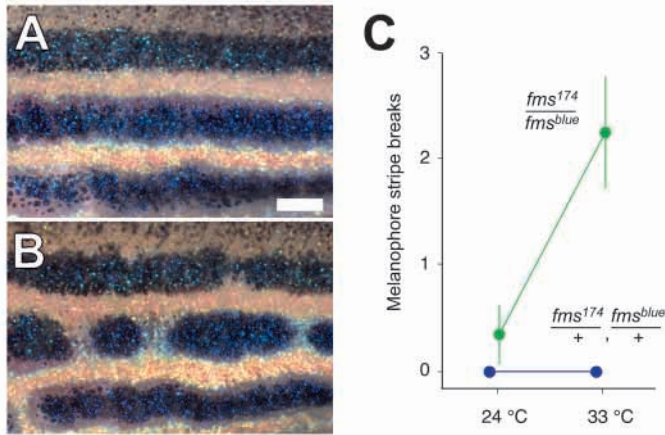 A
B
C
3
2
1
0
Melanophore stripe breaks
fms174
fmsblue
fms174 , fmsblue
+ +
24 °C
33 °C